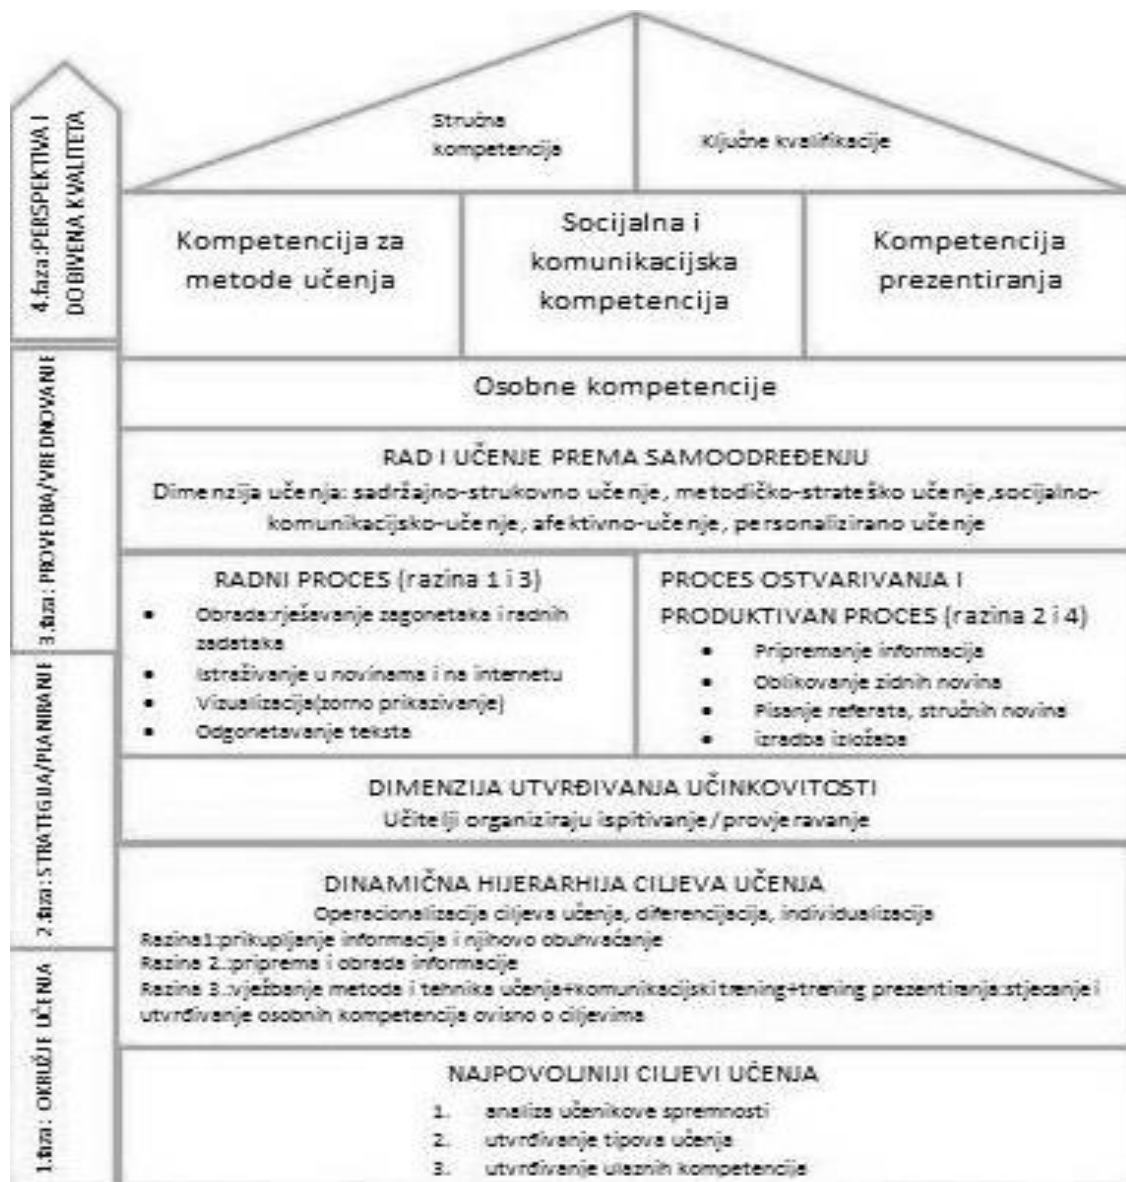 Stručna
kompetencija
Ključne kvalifikacije
4.faza:PERSPEKTIVA I
DOBIVENA KVALITETA
Kompetencija za
metode učenja
Socijalna i
komunikacijska
kompetencija
Kompetencija
prezentiranja
Osobne kompetencije
3.faza: PROVEDBA/VREDNOVANJE
RAD I UČENJE PREMA SAMOODREĐENJU
Dimenzija učenja: sadržajno-strukovno učenje, metodičko-strateško učenje,socijalno-
komunikacijsko-učenje, afektivno-učenje, personalizirano učenje
RADNI PROCES (razina 1 i 3)
• Obrada:rješavanje zagonetaka i radnih
zadataka
• Istraživanje u novinama i na internetu
• Vizualizacija(zorno prikazivanje)
• Odgonetavanje teksta
PROCES OSTVARIVANJA I
PRODUKTIVAN PROCES (razina 2 i 4)
• Pripremanje informacija
• Oblikovanje zidnih novina
• Pisanje referata, stručnih novina
• izradba izložaba
2.faza: STRATEGIJA/PLANIRANJE
DIMENZIJA UTVRĐIVANJA UČINKOVITOSTI
Učitelji organiziraju ispitivanje/provjeravanje
DINAMIČNA HIJERARHIJA CILJEVA UČENJA
Operacionalizacija ciljeva učenja, diferencijacija, individualizacija
Razina1:prikupljanje informacija i njihovo obuhvaćanje
Razina 2.:priprema i obrada informacije
Razina 3.:vježbanje metoda i tehnika učenja+komunikacijski trening+trening prezentiranja:stjecanje i
utvrđivanje osobnih kompetencija ovisno o ciljevima
1.faza: OKRUŽJE UČENJA
NAJPOVOLJNIJI CILJEVI UČENJA
1. analiza učenikove spremnosti
2. utvrđivanje tipova učenja
3. utvrđivanje ulaznih kompetencija